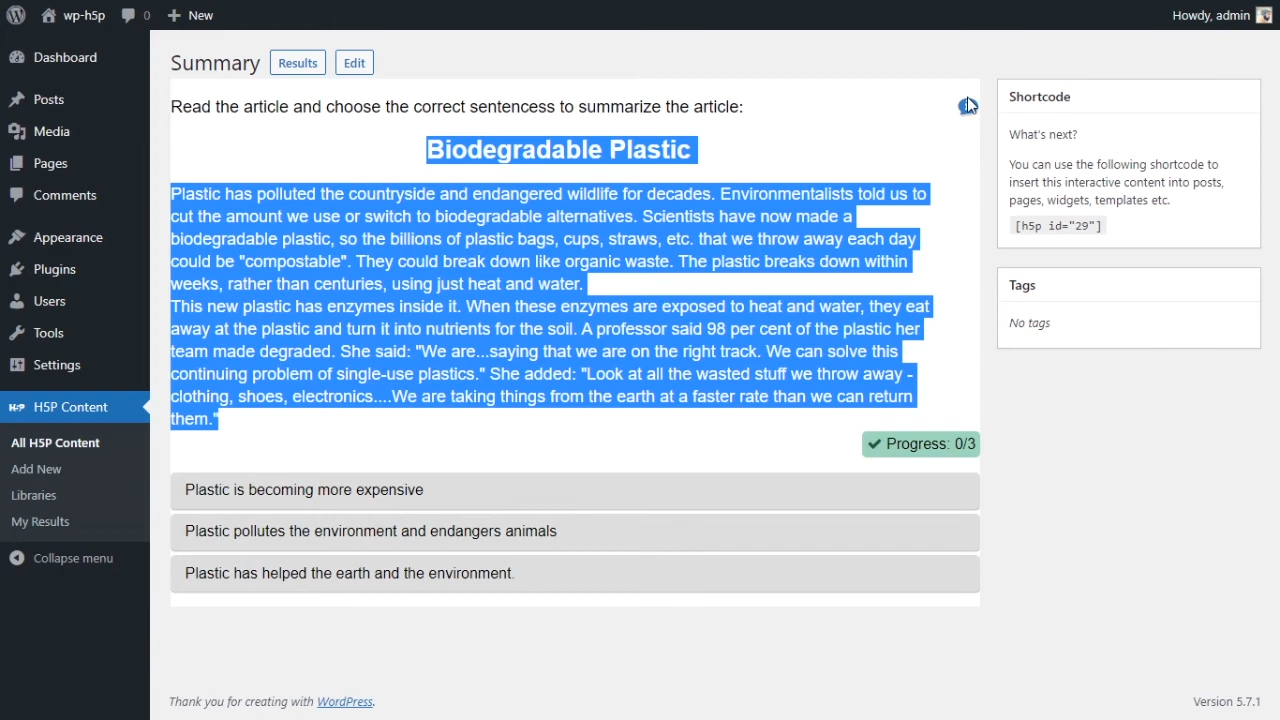 wp-h5p
0
New
Howdy, admin
Dashboard
Posts
Media
Pages
Comments
Appearance
Plugins
Users
Tools
Settings
H5P Content
All H5P Content
Add New
Libraries
My Results
Collapse menu
Summary
Results
Edit
Read the article and choose the correct sentencess to summarize the article:
Biodegradable Plastic
Plastic has polluted the countryside and endangered wildlife for decades. Environmentalists told us to
cut the amount we use or switch to biodegradable alternatives. Scientists have now made a
biodegradable plastic, so the billions of plastic bags, cups, straws, etc. that we throw away each day
could be "compostable". They could break down like organic waste. The plastic breaks down within
weeks, rather than centuries, using just heat and water.
This new plastic has enzymes inside it. When these enzymes are exposed to heat and water, they eat
away at the plastic and turn it into nutrients for the soil. A professor said 98 per cent of the plastic her
team made degraded. She said: "We are...saying that we are on the right track. We can solve this
continuing problem of single-use plastics." She added: "Look at all the wasted stuff we throw away -
clothing, shoes, electronics....We are taking things from the earth at a faster rate than we can return
them."
Progress: 0/3
Plastic is becoming more expensive
Plastic pollutes the environment and endangers animals
Plastic has helped the earth and the environment.
Shortcode
What's next?
You can use the following shortcode to
insert this interactive content into posts,
pages, widgets, templates etc.
[h5p id="29"]
Tags
No tags
Thank you for creating with WordPress.
Version 5.7.1